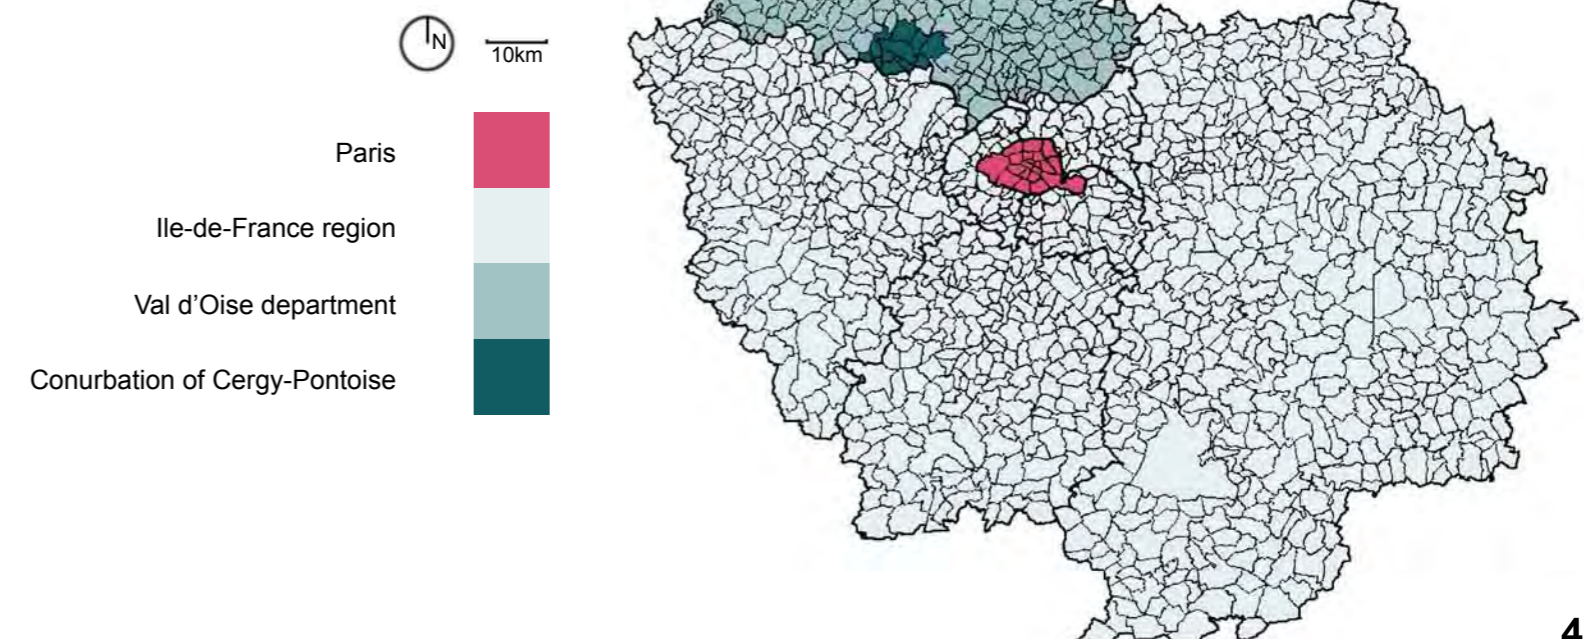 N
10km
Paris
Ile-de-France region
Val d’Oise department
Conurbation of Cergy-Pontoise
4